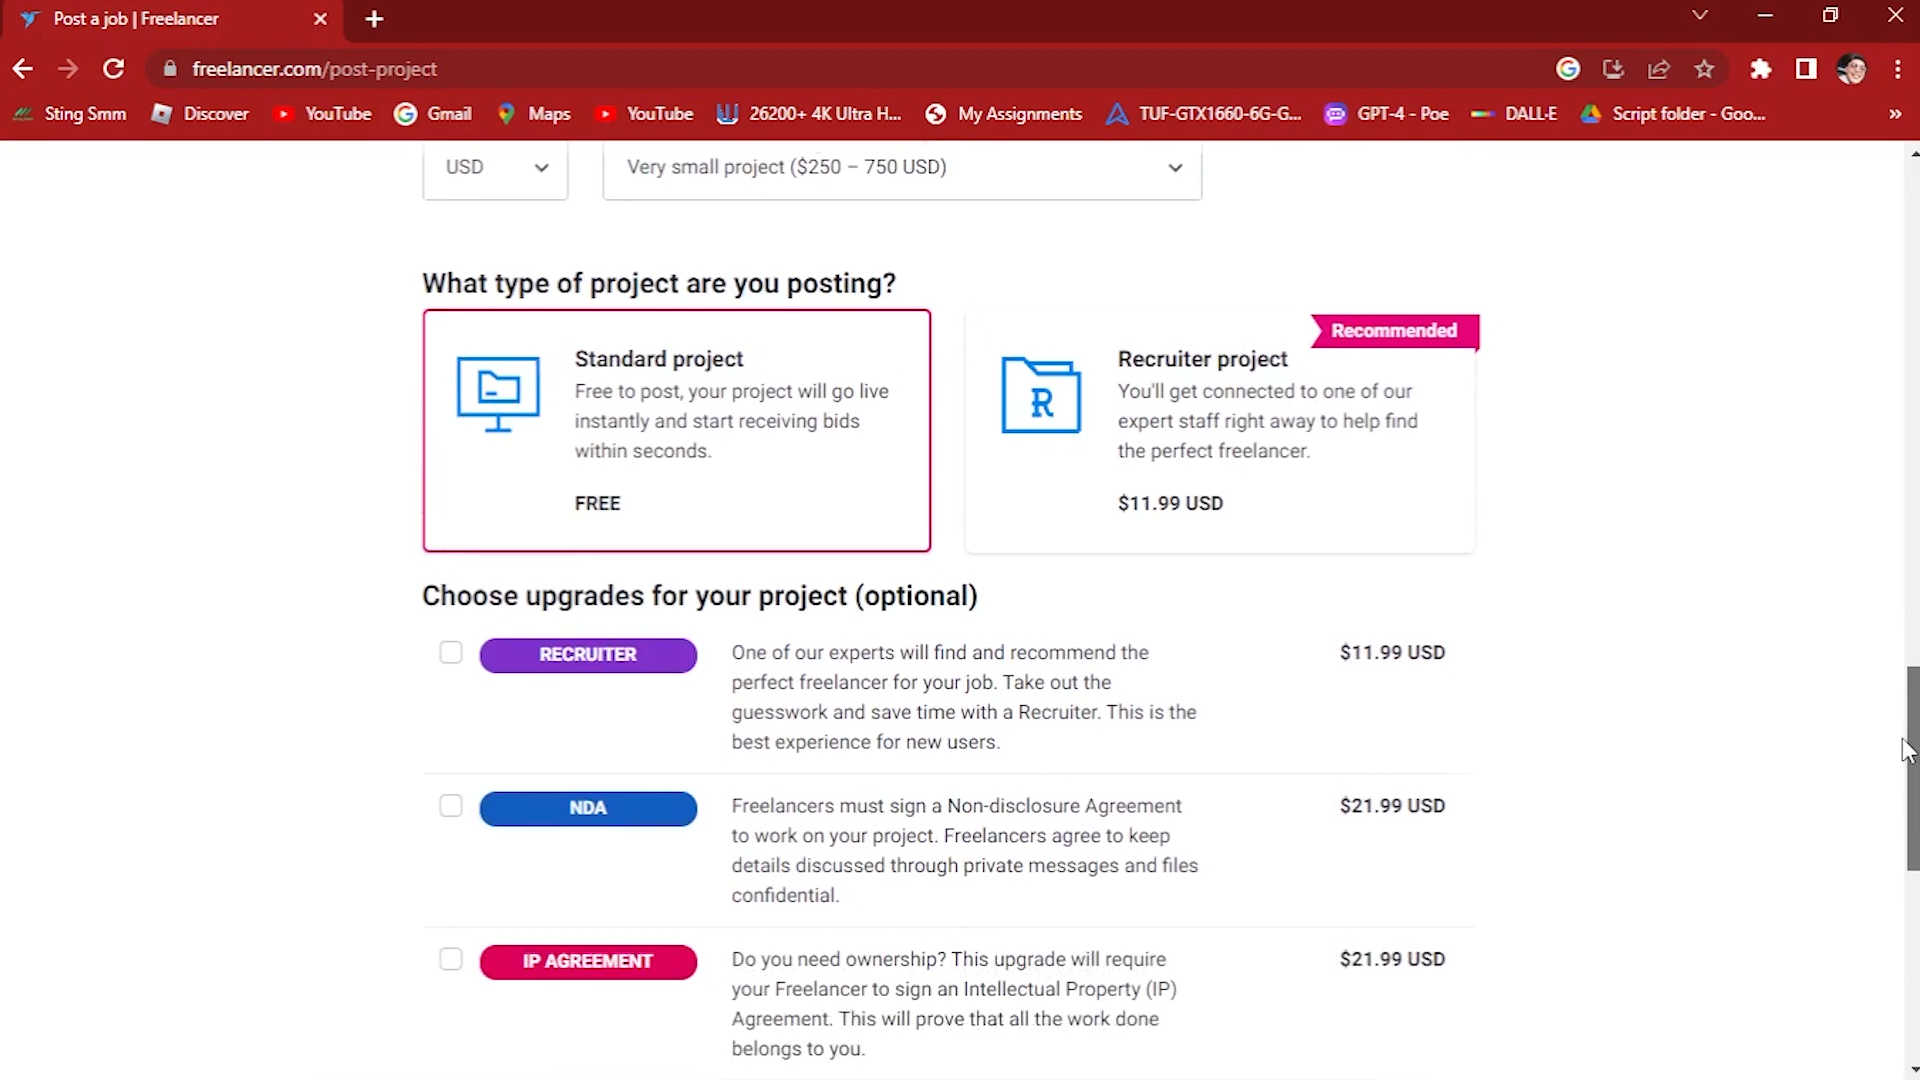 Post a job | Freelancer
freelancer.com/post-project
Sting Smm Discover YouTube Gmail Maps YouTube 26200+ 4K Ultra H... My Assignments TUF-GTX1660-6G-G... GPT-4 - Poe DALL·E Script folder - Goo... »
USD Very small project ($250 – 750 USD)
What type of project are you posting?
Recommended
Standard project
Free to post, your project will go live
instantly and start receiving bids
within seconds.
FREE
R
Recruiter project
You'll get connected to one of our
expert staff right away to help find
the perfect freelancer.
$11.99 USD
Choose upgrades for your project (optional)
RECRUITER
One of our experts will find and recommend the
perfect freelancer for your job. Take out the
guesswork and save time with a Recruiter. This is the
best experience for new users.
$11.99 USD
NDA
Freelancers must sign a Non-disclosure Agreement
to work on your project. Freelancers agree to keep
details discussed through private messages and files
confidential.
$21.99 USD
IP AGREEMENT
Do you need ownership? This upgrade will require
your Freelancer to sign an Intellectual Property (IP)
Agreement. This will prove that all the work done
belongs to you.
$21.99 USD